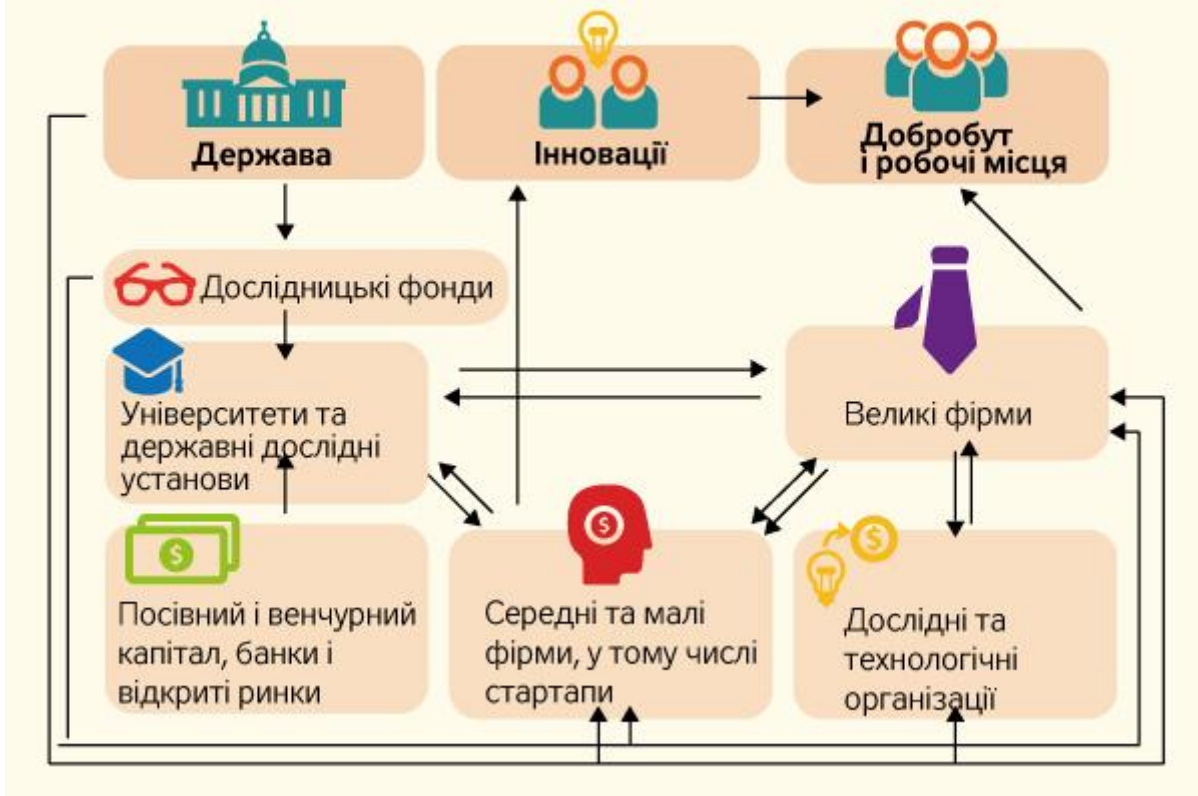 Держава
Інновації
Добробут
і робочі місця
Дослідницькі фонди
Університети та
державні дослідні
установи
Великі фірми
Посівний і венчурний
капітал, банки і
відкриті ринки
Середні та малі
фірми, у тому числі
стартапи
Дослідні та
технологічні
організації